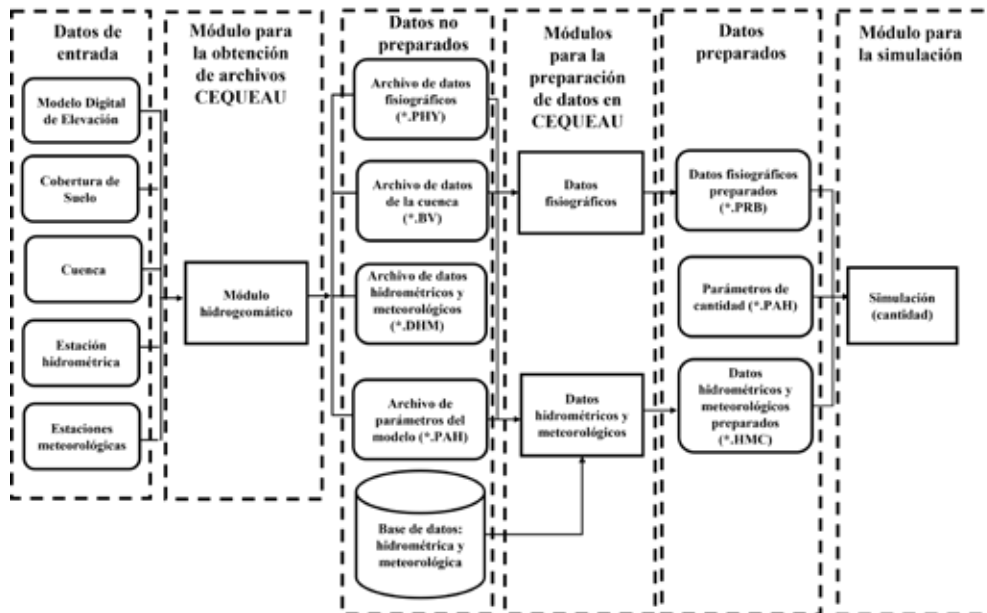 Datos de
entrada
Modelo Digital
de Elevación
Cobertura de
Suelo
Cuenca
Estación
hidrométrica
Estaciones
meteorológicas
Módulo para
la obtención
de archivos
CEQUEAU
Módulo
hidrogeomático
Datos no
preparados
Archivo de datos
fisiográficos
(*.PHY)
Archivo de datos
de la cuenca
(*.BV)
Archivo de datos
hidrométricos y
meteorológicos
(*.DHM)
Archivo de
parámetros del
modelo (*.PAH)
Base de datos:
hidrométrica y
meteorológica
Módulos
para la
preparación
de datos en
CEQUEAU
Datos
fisiográficos
Datos
hidrométricos y
meteorológicos
Datos
preparados
Datos fisiográficos
preparados
(*.PRB)
Parámetros de
cantidad (*.PAH)
Datos
hidrométricos y
meteorológicos
preparados
(*.HMC)
Módulo para
la simulación
Simulación
(cantidad)